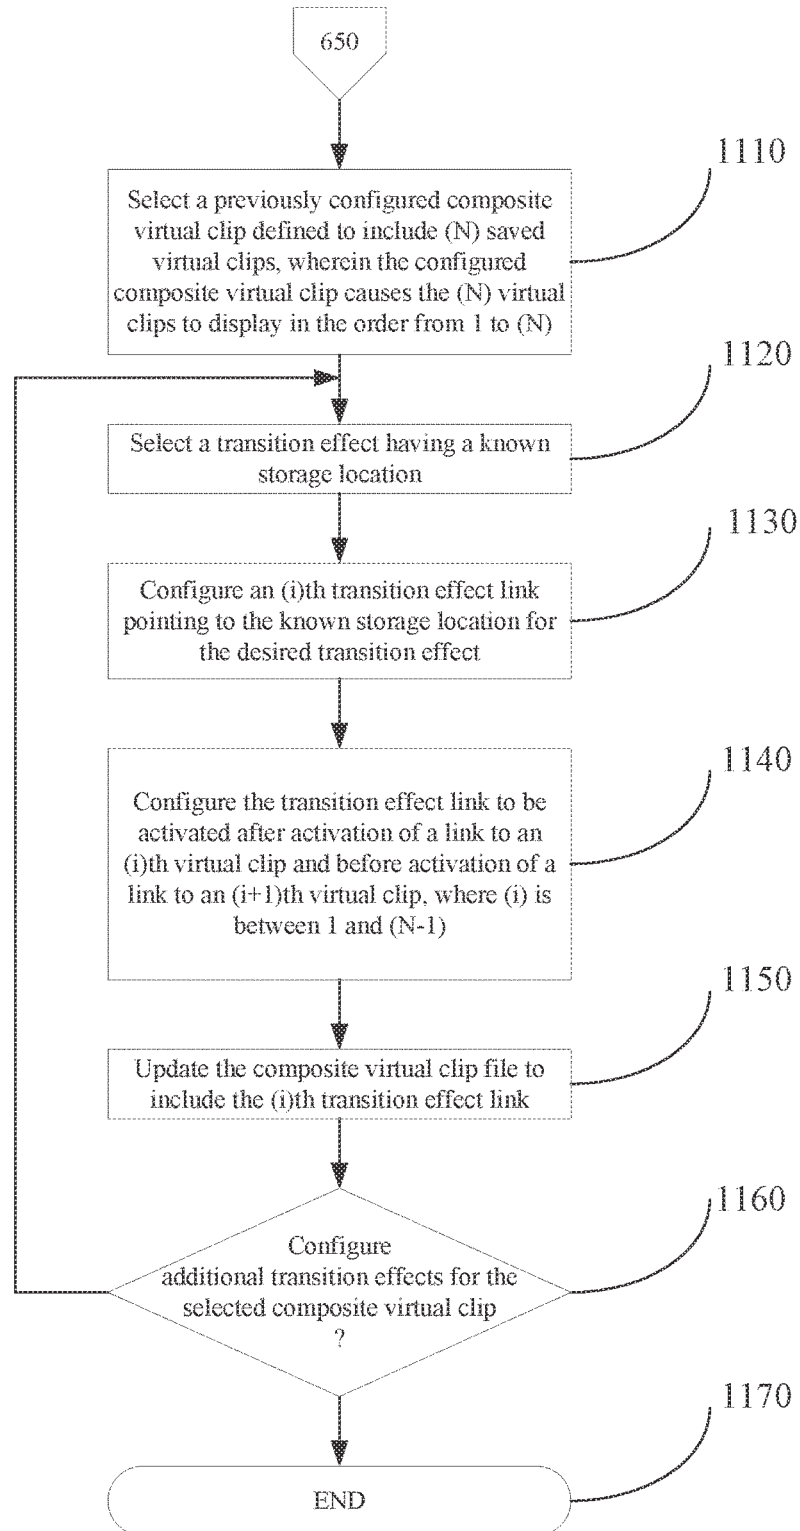 650
1110
Select a previously configured composite
virtual clip defined to include (N) saved
virtual clips, wherein the configured
composite virtual clip causes the (N) virtual
clips to display in the order from 1 to (N)
1120
Select a transition effect having a known
storage location
1130
Configure an (i)th transition effect link
pointing to the known storage location for
the desired transition effect
1140
Configure the transition effect link to be
activated after activation of a link to an
(i)th virtual clip and before activation of a
link to an (i+1)th virtual clip, where (i) is
between 1 and (N-1)
1150
Update the composite virtual clip file to
include the (i)th transition effect link
1160
Configure
additional transition effects for the
selected composite virtual clip
?
1170
END